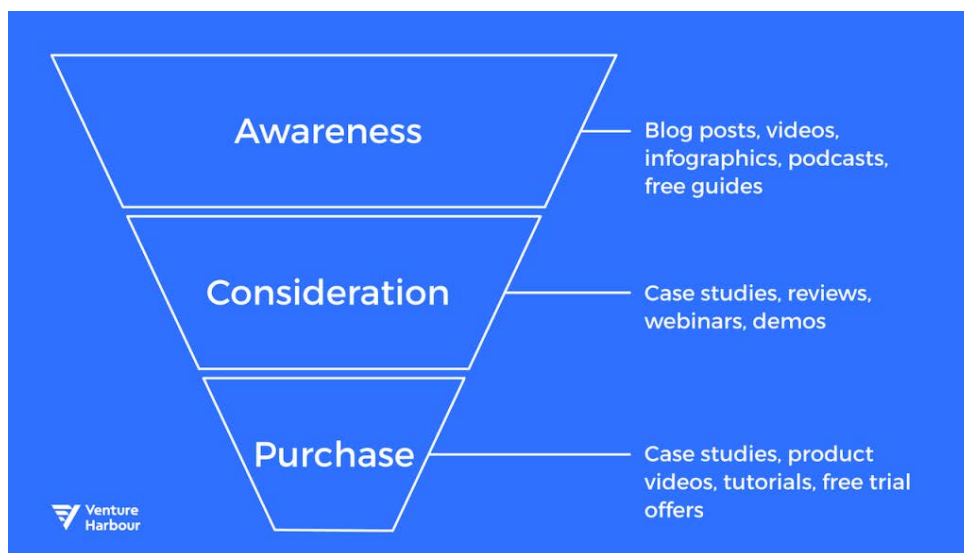 Awareness
Blog posts, videos,
infographics, podcasts,
free guides
Consideration
Case studies, reviews,
webinars, demos
Purchase
Case studies, product
videos, tutorials, free trial
offers
Venture
Harbour